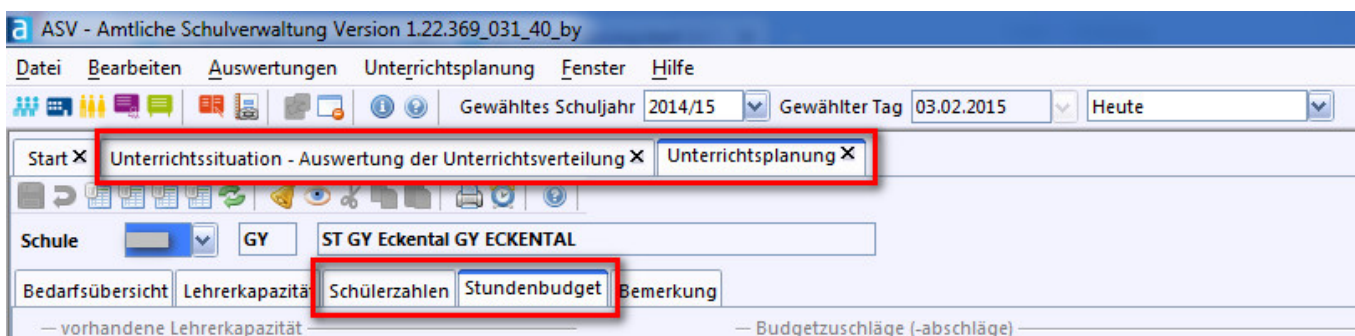 a ASV - Amtliche Schulverwaltung Version 1.22.369_031_40_by
Datei Bearbeiten Auswertungen Unterrichtsplanung Fenster Hilfe
Gewähltes Schuljahr 2014/15 Gewählter Tag 03.02.2015 Heute
Start X Unterrichtssituation - Auswertung der Unterrichtsverteilung X Unterrichtsplanung X
Schule GY ST GY Eckental GY ECKENTAL
Bedarfsübersicht Lehrerkapazität Schülerzahlen Stundenbudget Bemerkung
vorhandene Lehrerkapazität Budgetzuschläge (-abschläge)